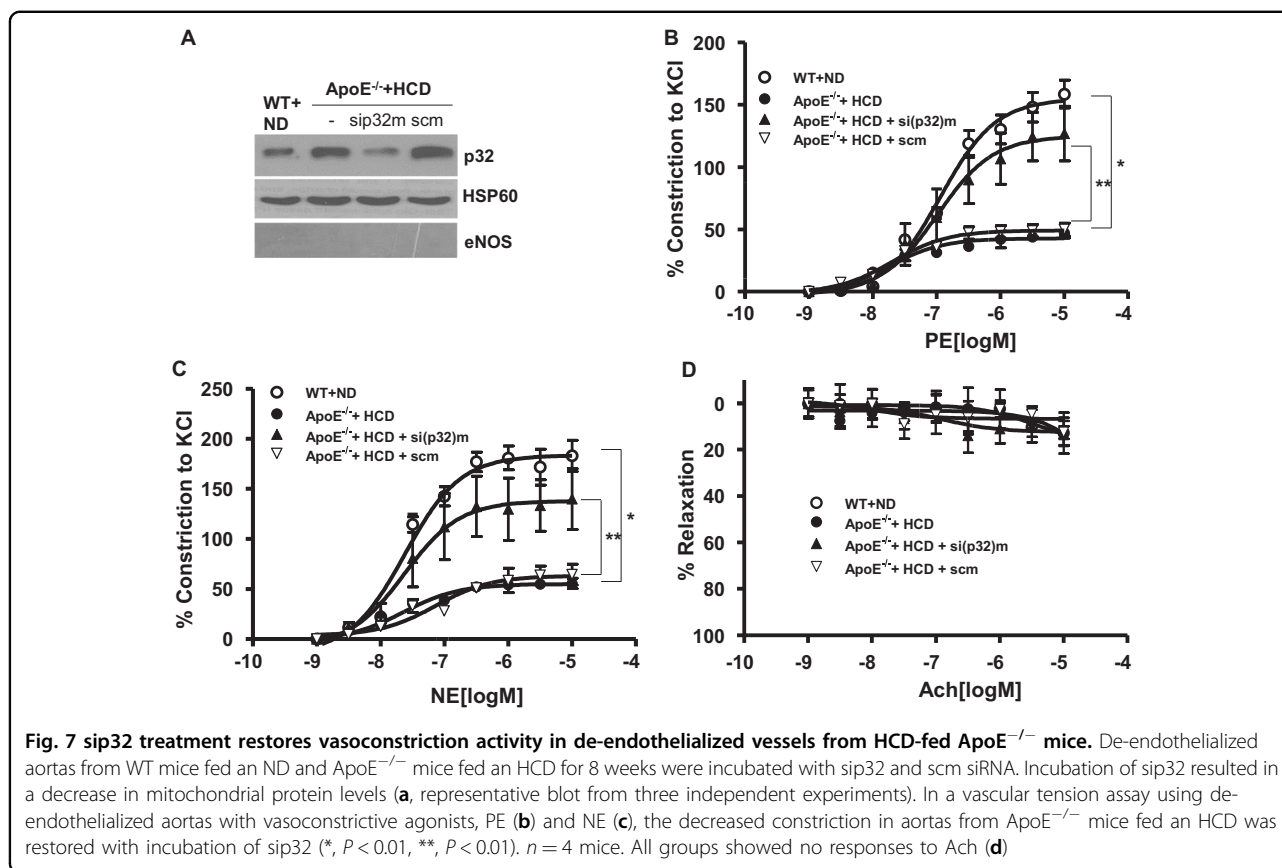 A
ApoE-/-+HCD
WT+
ND
- sip32m scm
p32
HSP60
eNOS
B
200
150
100
50
0
% Constriction to KCl
WT+ND
ApoE-/-+ HCD
ApoE-/-+ HCD + si(p32)m
ApoE-/-+ HCD + scm
*
**
-10 -9 -8 -7 -6 -5 -4
PE[logM]
C
250
200
150
100
50
0
% Constriction to KCl
WT+ND
ApoE-/-+ HCD
ApoE-/-+ HCD + si(p32)m
ApoE-/-+ HCD + scm
*
**
-10 -9 -8 -7 -6 -5 -4
NE[logM]
D
0
20
40
60
80
100
% Relaxation
WT+ND
ApoE-/-+ HCD
ApoE-/-+ HCD + si(p32)m
ApoE-/-+ HCD + scm
-10 -9 -8 -7 -6 -5 -4
Ach[logM]
Fig. 7 sip32 treatment restores vasoconstriction activity in de-endothelialized vessels from HCD-fed ApoE−/− mice. De-endothelialized
aortas from WT mice fed an ND and ApoE−/− mice fed an HCD for 8 weeks were incubated with sip32 and scm siRNA. Incubation of sip32 resulted in
a decrease in mitochondrial protein levels (a, representative blot from three independent experiments). In a vascular tension assay using de-
endothelialized aortas with vasoconstrictive agonists, PE (b) and NE (c), the decreased constriction in aortas from ApoE−/− mice fed an HCD was
restored with incubation of sip32 (*, P < 0.01, **, P < 0.01). n = 4 mice. All groups showed no responses to Ach (d)